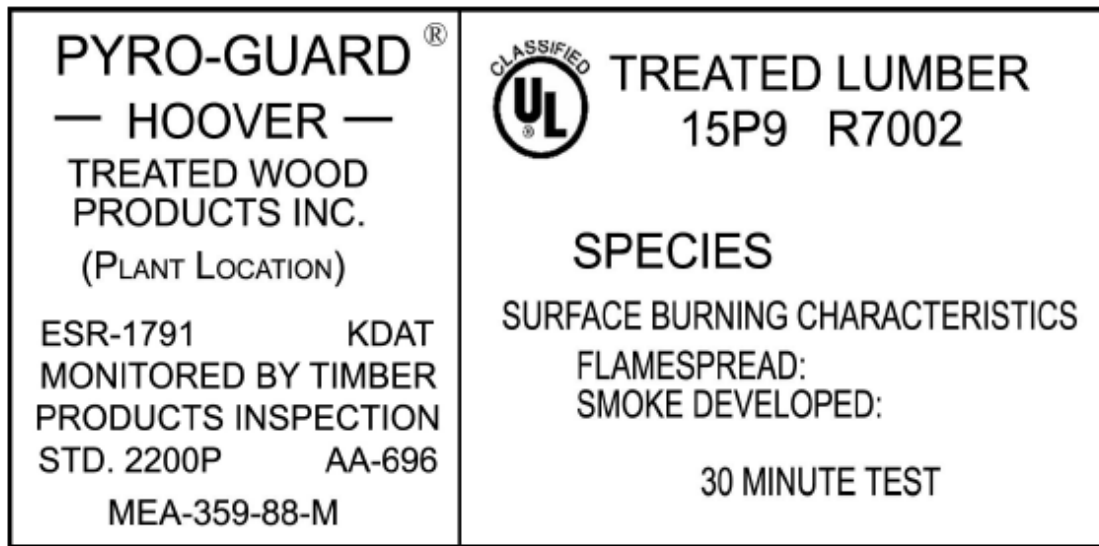 PYRO-GUARD ®
— HOOVER —
TREATED WOOD
PRODUCTS INC.
(PLANT LOCATION)
ESR-1791 KDAT
MONITORED BY TIMBER
PRODUCTS INSPECTION
STD. 2200P AA-696
MEA-359-88-M
CLASSIFIED
UL
®
TREATED LUMBER
15P9 R7002
SPECIES
SURFACE BURNING CHARACTERISTICS
FLAMESPREAD:
SMOKE DEVELOPED:
30 MINUTE TEST